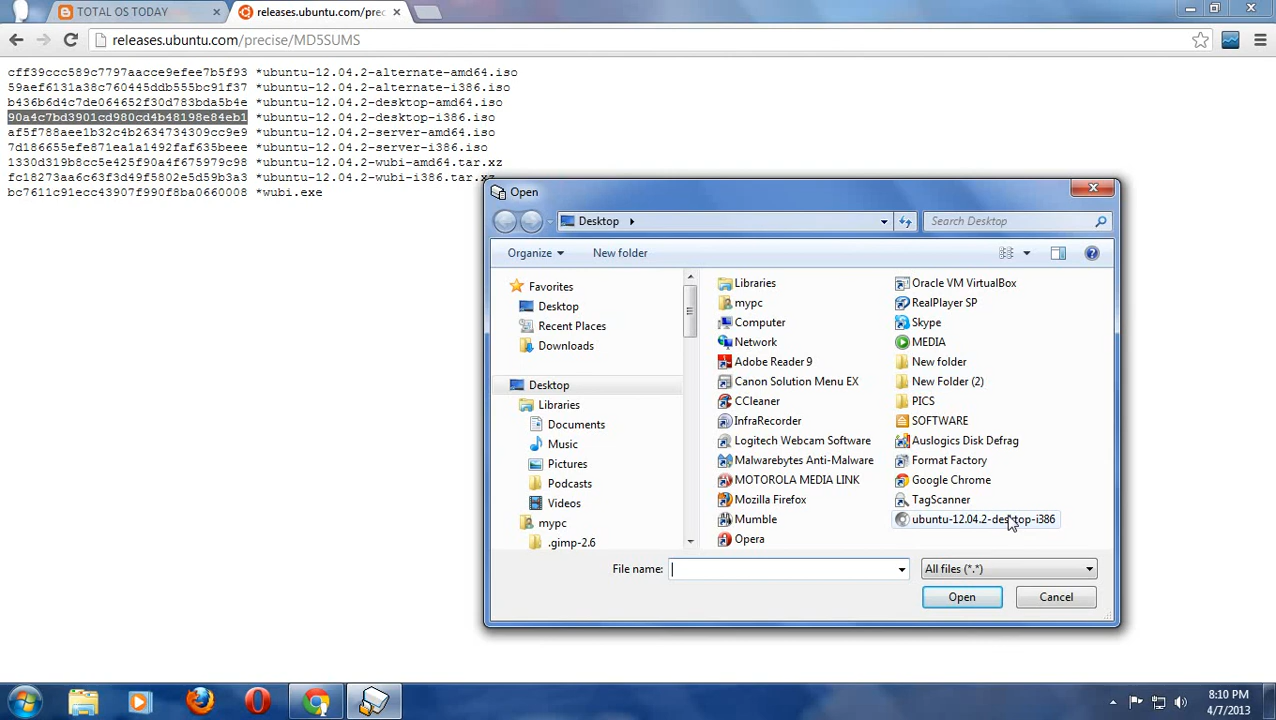 TOTAL OS TODAY
releases.ubuntu.com/prec
releases.ubuntu.com/precise/MD5SUMS
cff39ccc589c7797aacce9efee7b5f93 *ubuntu-12.04.2-alternate-amd64.iso
59aef6131a38c760445ddb555bc91f37 *ubuntu-12.04.2-alternate-i386.iso
b436b6d4c7de064652f30d783bda5b4e *ubuntu-12.04.2-desktop-amd64.iso
90a4c7bd3901cd980cd4b48198e84eb1 *ubuntu-12.04.2-desktop-i386.iso
af5f788aee1b32c4b2634734309cc9e9 *ubuntu-12.04.2-server-amd64.iso
7d186655efe871ea1a1492faf635beee *ubuntu-12.04.2-server-i386.iso
1330d319b8cc5e425f90a4f675979c98 *ubuntu-12.04.2-wubi-amd64.tar.xz
fc18273aa6c63f3d49f5802e5d59b3a3 *ubuntu-12.04.2-wubi-i386.tar.xz
bc7611c91ecc43907f990f8ba0660008 *wubi.exe
Open
Desktop
Search Desktop
Organize
New folder
Favorites
Desktop
Recent Places
Downloads
Desktop
Libraries
Documents
Music
Pictures
Podcasts
Videos
mypc
.gimp-2.6
Libraries
mypc
Computer
Network
Adobe Reader 9
Canon Solution Menu EX
CCleaner
InfraRecorder
Logitech Webcam Software
Malwarebytes Anti-Malware
MOTOROLA MEDIA LINK
Mozilla Firefox
Mumble
Opera
Oracle VM VirtualBox
RealPlayer SP
Skype
MEDIA
New folder
New Folder (2)
PICS
SOFTWARE
Auslogics Disk Defrag
Format Factory
Google Chrome
TagScanner
ubuntu-12.04.2-desktop-i386
File name:
All files (*.*)
Open
Cancel
8:10 PM
4/7/2013